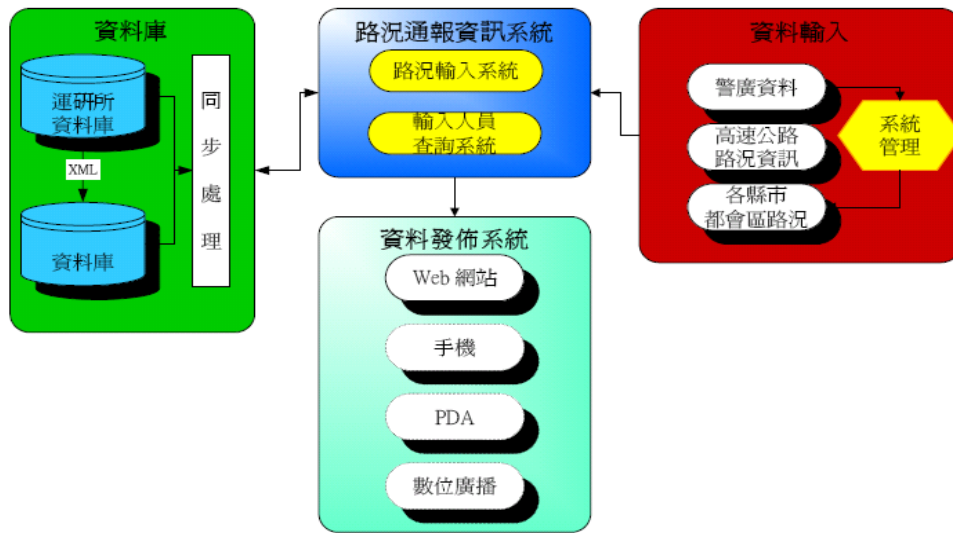 資料庫
運研所
資料庫
XML
資料庫
同
步
處
理
路況通報資訊系統
路況輸入系統
輸入人員
查詢系統
資料輸入
警廣資料
高速公路
路況資訊
各縣市
都會區路況
系統
管理
資料發佈系統
Web 網站
手機
PDA
數位廣播